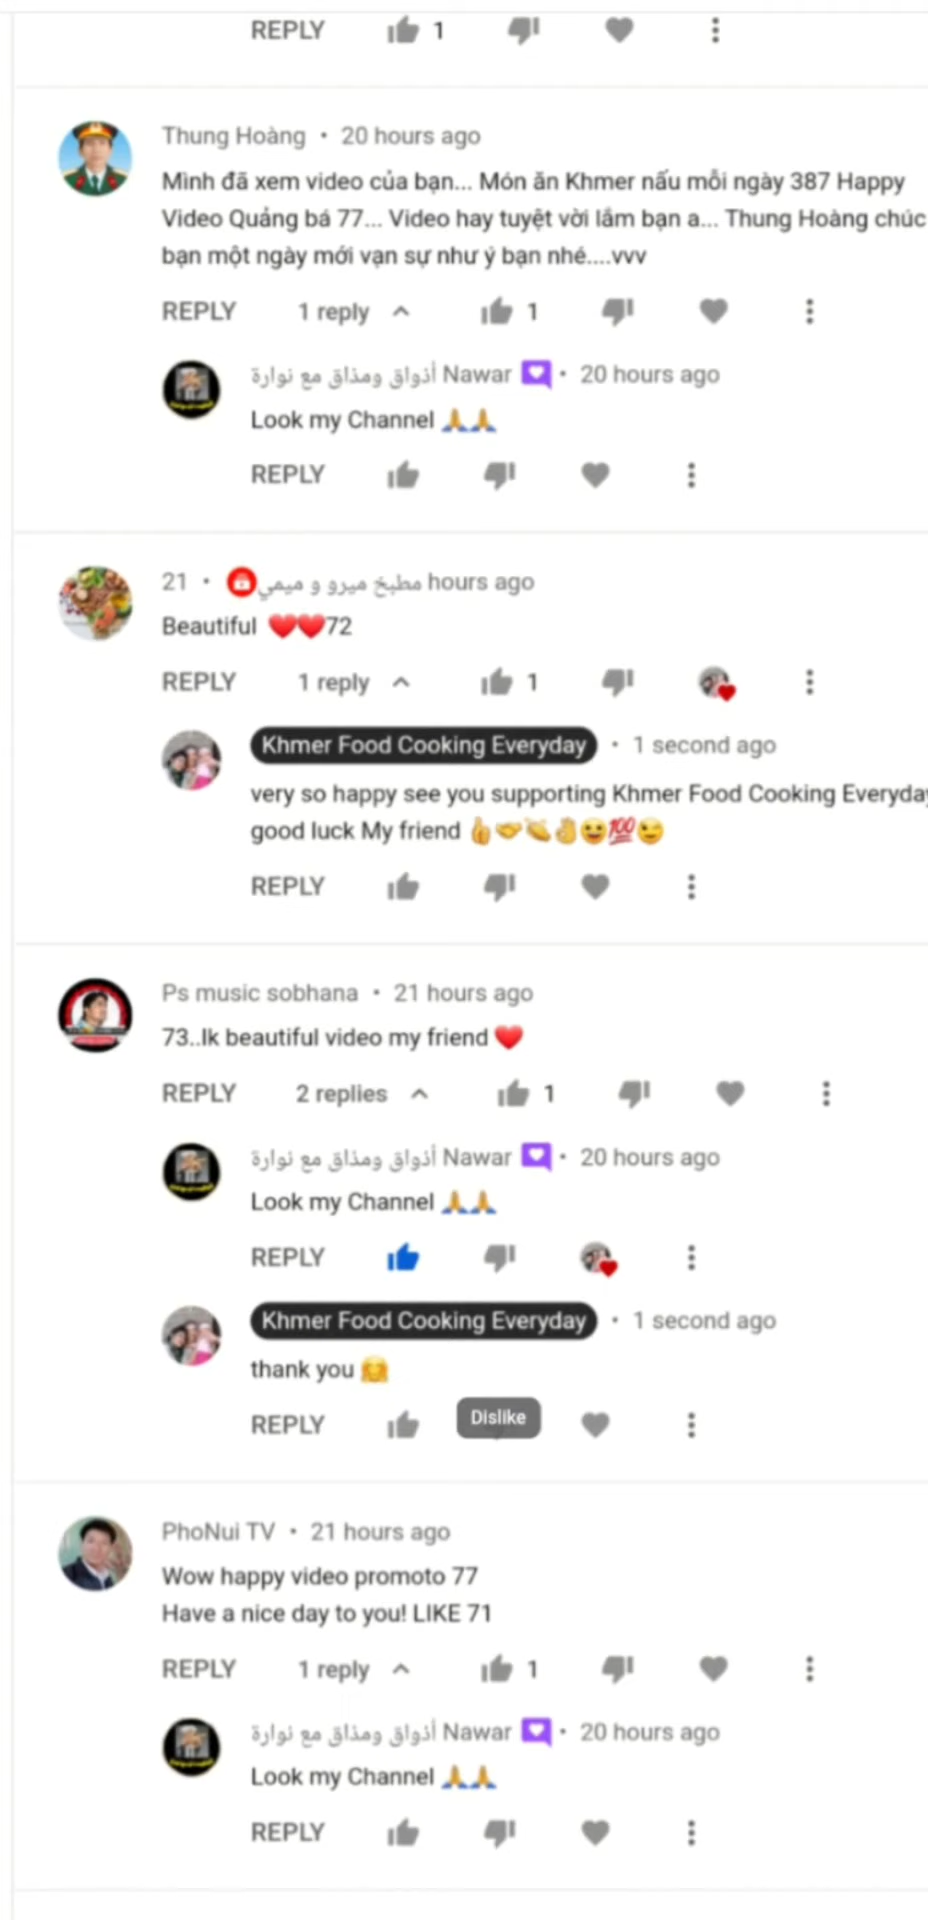 REPLY 1
Thung Hoàng • 20 hours ago
Mình đã xem video của bạn... Món ăn Khmer nấu mỗi ngày 387 Happy
Video Quảng bá 77... Video hay tuyệt vời lắm bạn a... Thung Hoàng chúc
bạn một ngày mới vạn sự như ý bạn nhé....vvv
REPLY 1 reply 1
أذواق ومذاق مع نوارة Nawar • 20 hours ago
Look my Channel 🙏🙏
REPLY
21 • مطبخ ميرو و ميمي hours ago
Beautiful ❤️❤️72
REPLY 1 reply 1
Khmer Food Cooking Everyday • 1 second ago
very so happy see you supporting Khmer Food Cooking Everyday
good luck My friend 👍🤝👏👌😀💯😉
REPLY
Ps music sobhana • 21 hours ago
73..lk beautiful video my friend ❤️
REPLY 2 replies 1
أذواق ومذاق مع نوارة Nawar • 20 hours ago
Look my Channel 🙏🙏
REPLY
Khmer Food Cooking Everyday • 1 second ago
thank you 🤗
REPLY Dislike
PhoNui TV • 21 hours ago
Wow happy video promoto 77
Have a nice day to you! LIKE 71
REPLY 1 reply 1
أذواق ومذاق مع نوارة Nawar • 20 hours ago
Look my Channel 🙏🙏
REPLY